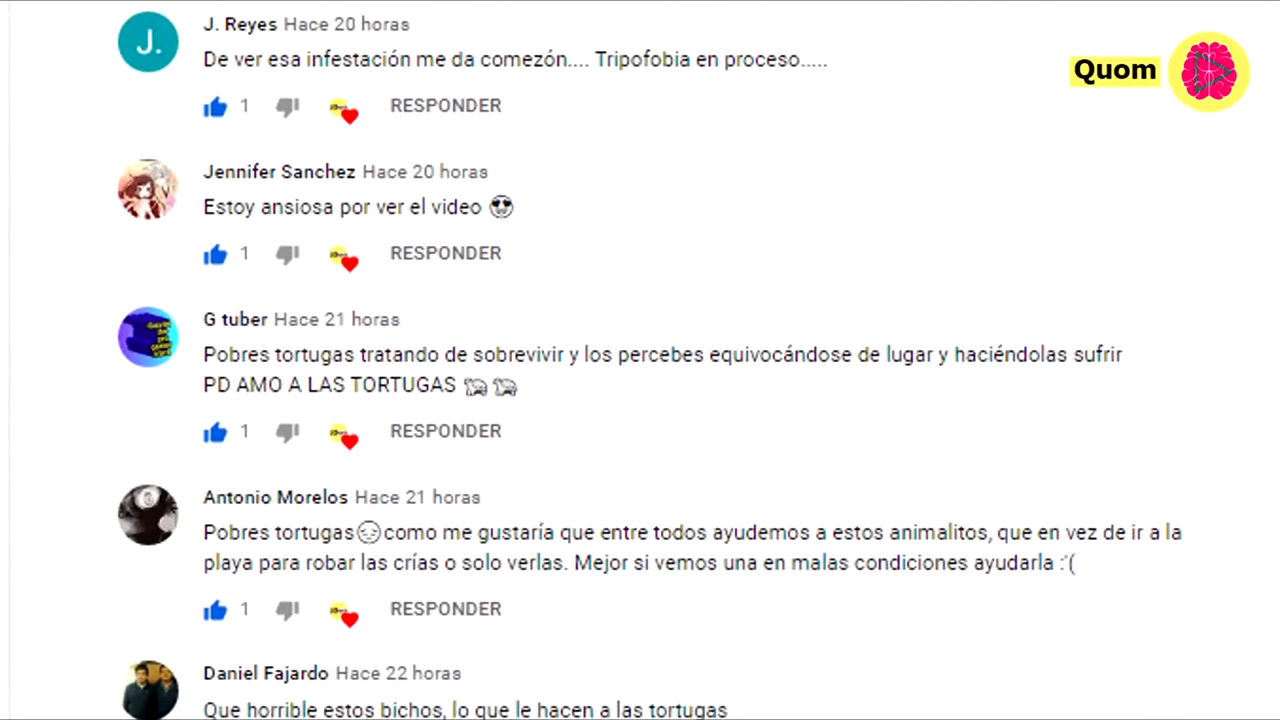 J. Reyes Hace 20 horas
De ver esa infestación me da comezón.... Tripofobia en proceso.....
1 RESPONDER
Quom
J.
Jennifer Sanchez Hace 20 horas
Estoy ansiosa por ver el video 😍
1 RESPONDER
G tuber Hace 21 horas
Pobres tortugas tratando de sobrevivir y los percebes equivocándose de lugar y haciéndolas sufrir
PD AMO A LAS TORTUGAS 🐢🐢
1 RESPONDER
Antonio Morelos Hace 21 horas
Pobres tortugas😔como me gustaría que entre todos ayudemos a estos animalitos, que en vez de ir a la
playa para robar las crías o solo verlas. Mejor si vemos una en malas condiciones ayudarla :'(
1 RESPONDER
Daniel Fajardo Hace 22 horas
Que horrible estos bichos, lo que le hacen a las tortugas